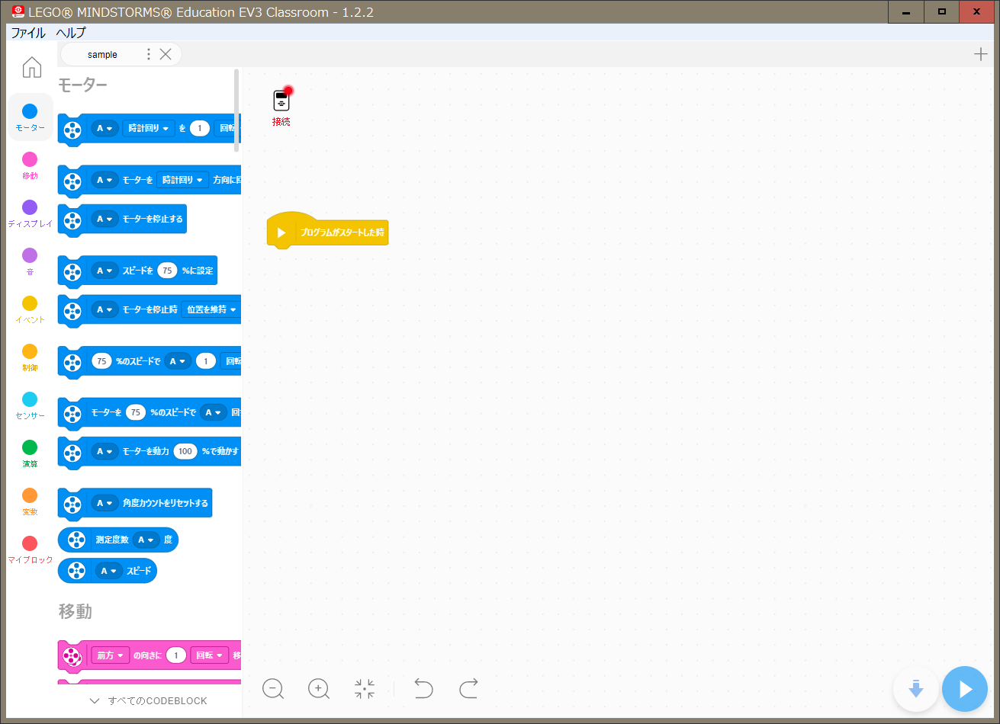 LEGO® MINDSTORMS® Education EV3 Classroom - 1.2.2
ファイル ヘルプ
sample
モーター
移動
ディスプレイ
音
イベント
制御
センサー
演算
変数
マイブロック
モーター
A 時計回り を 1 回転
A モーターを 時計回り 方向に回
A モーターを停止する
A スピードを 75 %に設定
A モーターを停止時 位置を維持
75 %のスピードで A 1 回転
モーターを 75 %のスピードで A 回
A モーターを動力 100 %で動かす
A 角度カウントをリセットする
測定度数 A 度
A スピード
移動
前方 の向きに 1 回転 移
すべてのCODEBLOCK
接続
プログラムがスタートした時